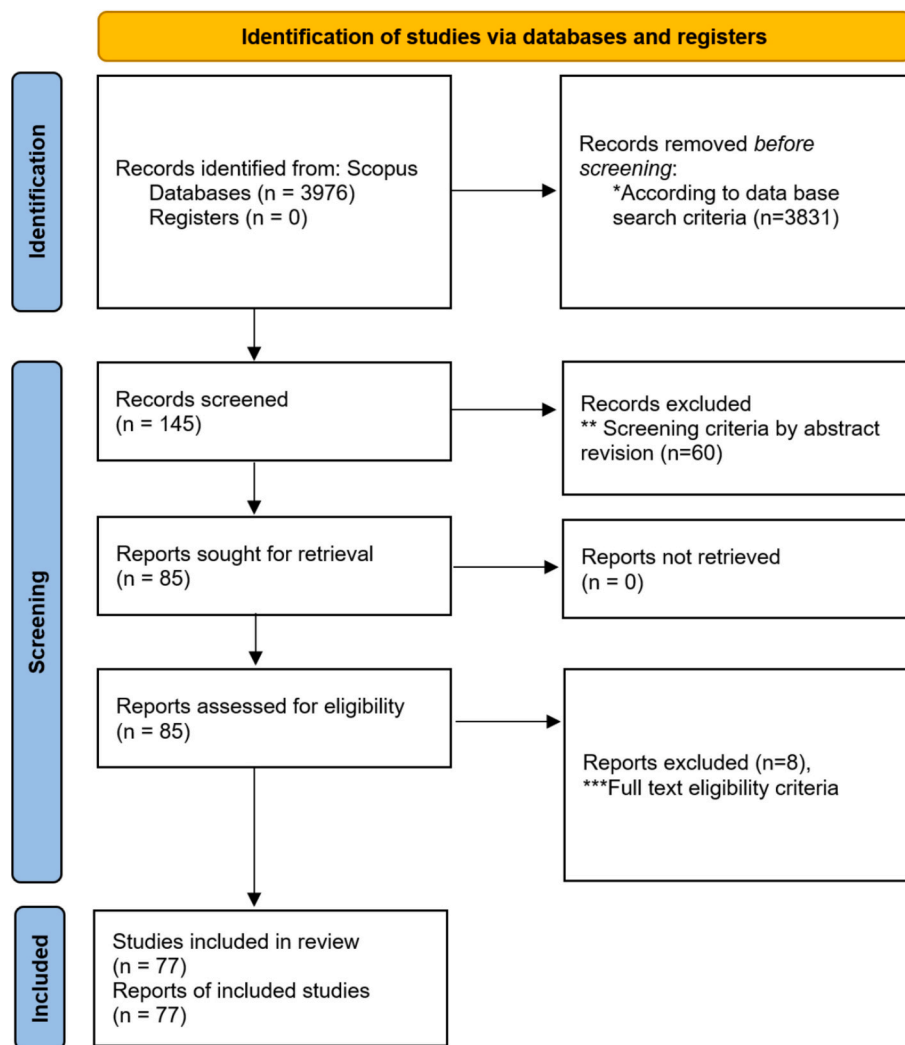 Identification of studies via databases and registers
Identification
Records identified from: Scopus
Databases (n = 3976)
Registers (n = 0)
Records removed before
screening:
*According to data base
search criteria (n=3831)
Screening
Records screened
(n = 145)
Records excluded
** Screening criteria by abstract
revision (n=60)
Reports sought for retrieval
(n = 85)
Reports not retrieved
(n = 0)
Reports assessed for eligibility
(n = 85)
Reports excluded (n=8),
***Full text eligibility criteria
Included
Studies included in review
(n = 77)
Reports of included studies
(n = 77)